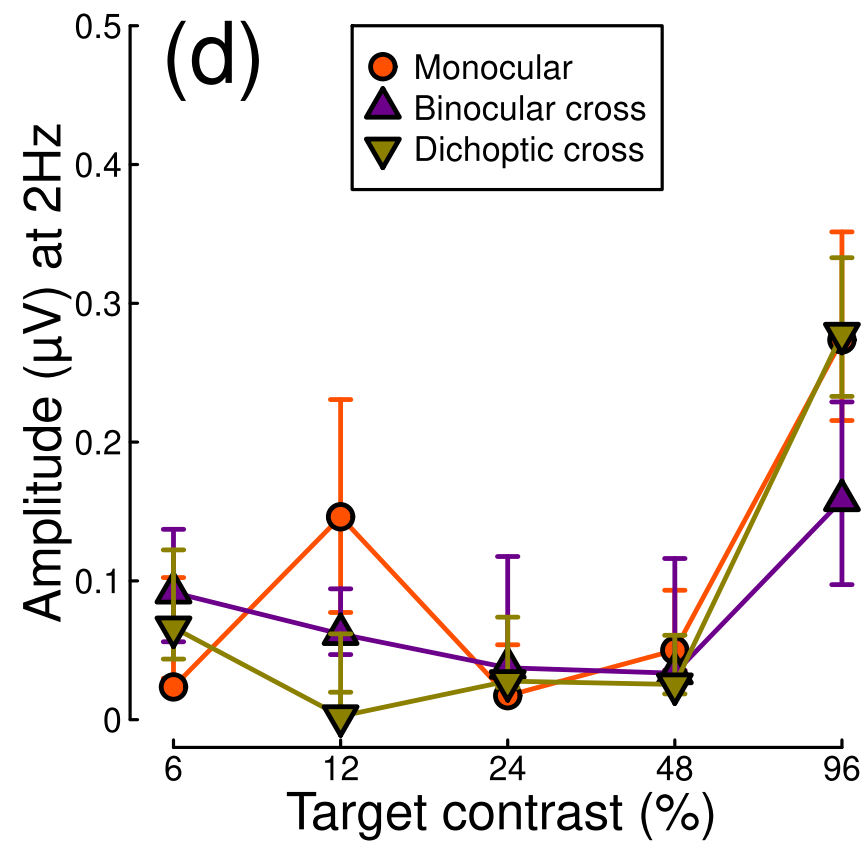 (d)
Monocular
Binocular cross
Dichoptic cross
Amplitude (µV) at 2Hz
0.5
0.4
0.3
0.2
0.1
0
6 12 24 48 96
Target contrast (%)